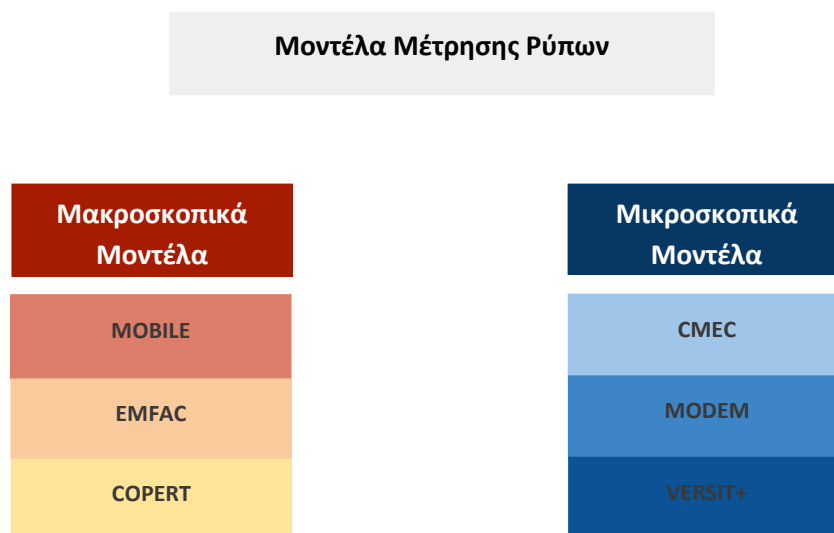 Μοντέλα Μέτρησης Ρύπων
Μακροσκοπικά
Μοντέλα
MOBILE
EMFAC
COPERT
Μικροσκοπικά
Μοντέλα
CMEC
MODEM
VERSIT+